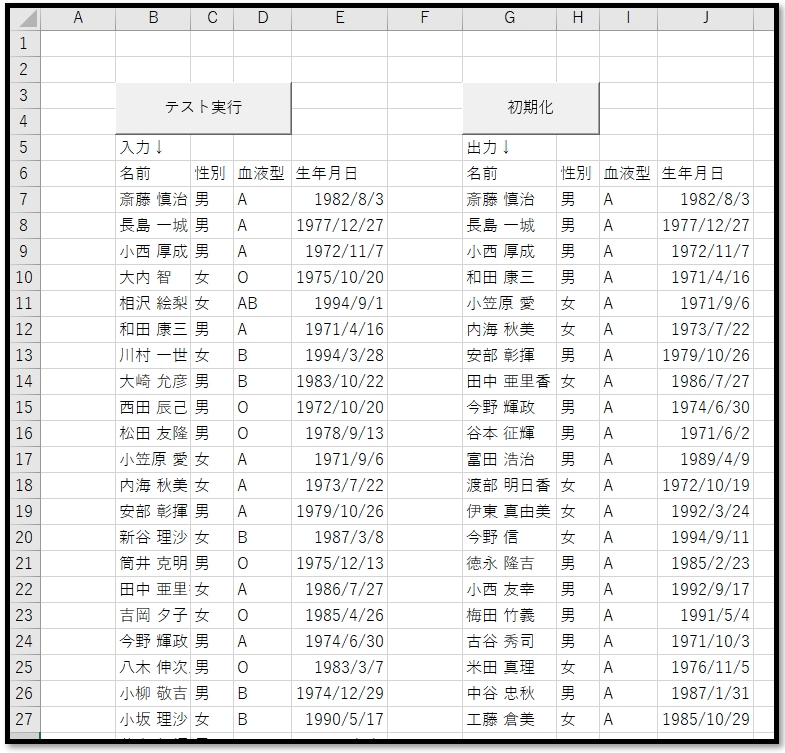 A B C D E F G H I J
1
2
3
テスト実行 初期化
4
5 入力↓ 出力↓
6 名前 性別 血液型 生年月日 名前 性別 血液型 生年月日
7 斎藤 慎治 男 A 1982/8/3 斎藤 慎治 男 A 1982/8/3
8 長島 一城 男 A 1977/12/27 長島 一城 男 A 1977/12/27
9 小西 厚成 男 A 1972/11/7 小西 厚成 男 A 1972/11/7
10 大内 智 女 O 1975/10/20 和田 康三 男 A 1971/4/16
11 相沢 絵梨 女 AB 1994/9/1 小笠原 愛 女 A 1971/9/6
12 和田 康三 男 A 1971/4/16 内海 秋美 女 A 1973/7/22
13 川村 一世 女 B 1994/3/28 安部 彰揮 男 A 1979/10/26
14 大崎 允彦 男 B 1983/10/22 田中 亜里香 女 A 1986/7/27
15 西田 辰己 男 O 1972/10/20 今野 輝政 男 A 1974/6/30
16 松田 友隆 男 O 1978/9/13 谷本 征輝 男 A 1971/6/2
17 小笠原 愛 女 A 1971/9/6 富田 浩治 男 A 1989/4/9
18 内海 秋美 女 A 1973/7/22 渡部 明日香 女 A 1972/10/19
19 安部 彰揮 男 A 1979/10/26 伊東 真由美 女 A 1992/3/24
20 新谷 理沙 女 B 1987/3/8 今野 信 女 A 1994/9/11
21 筒井 克明 男 O 1975/12/13 徳永 隆吉 男 A 1985/2/23
22 田中 亜里 女 A 1986/7/27 小西 友幸 男 A 1992/9/17
23 吉岡 夕子 女 O 1985/4/26 梅田 竹義 男 A 1991/5/4
24 今野 輝政 男 A 1974/6/30 古谷 秀司 男 A 1971/10/3
25 八木 伸次 男 O 1983/3/7 米田 真理 女 A 1976/11/5
26 小柳 敬吉 男 B 1974/12/29 中谷 忠秋 男 A 1987/1/31
27 小坂 理沙 女 B 1990/5/17 工藤 倉美 女 A 1985/10/29